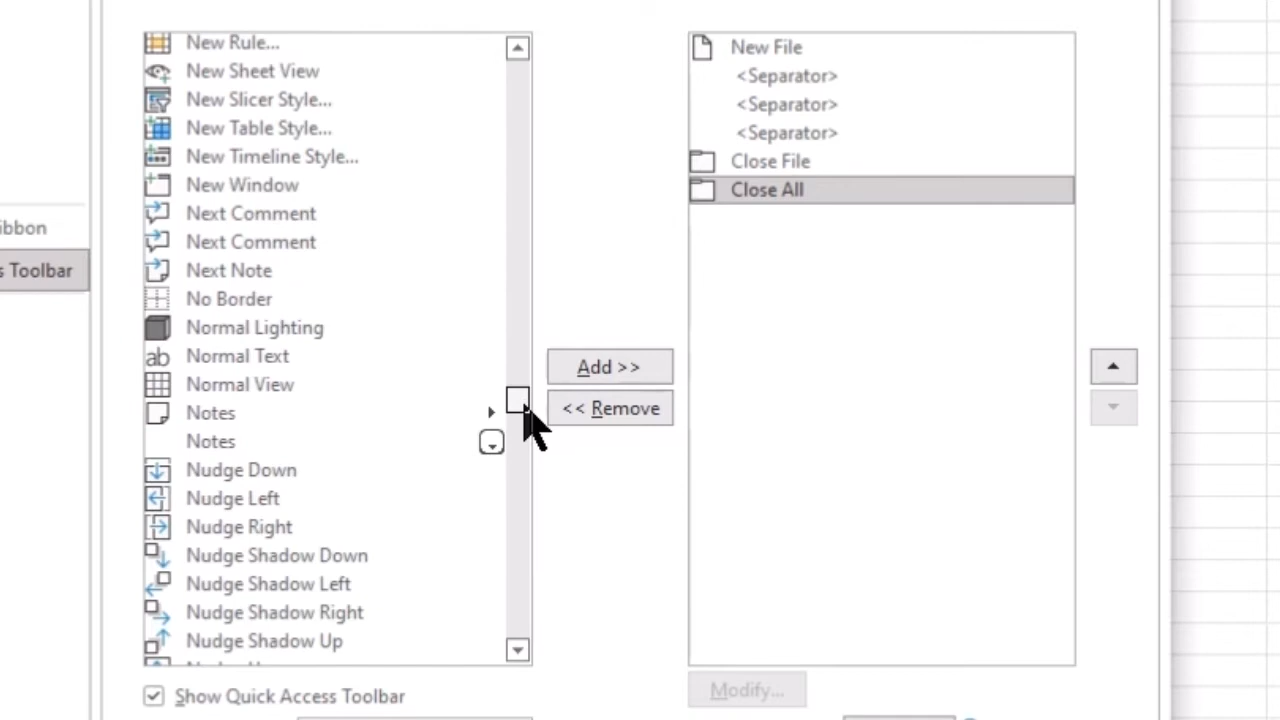 New Rule...
New Sheet View
New Slicer Style...
New Table Style...
New Timeline Style...
New Window
Next Comment
Next Comment
Next Note
No Border
Normal Lighting
ab Normal Text
Normal View
Notes
Notes
Nudge Down
Nudge Left
Nudge Right
Nudge Shadow Down
Nudge Shadow Left
Nudge Shadow Right
Nudge Shadow Up
Show Quick Access Toolbar
ibbon
s Toolbar
Add >>
<< Remove
New File
<Separator>
<Separator>
<Separator>
Close File
Close All
Modify...